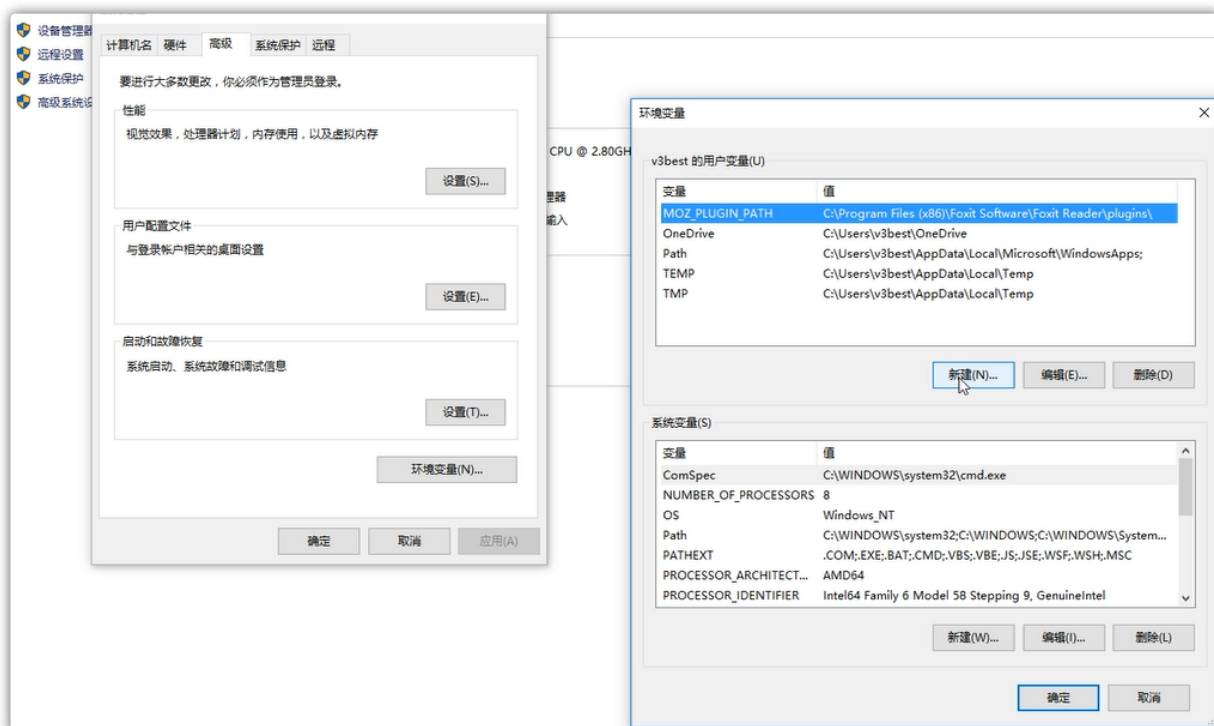 设备管理器
远程设置
系统保护
高级系统设
计算机名 硬件 高级 系统保护 远程
要进行大多数更改，你必须作为管理员登录。
性能
视觉效果，处理器计划，内存使用，以及虚拟内存
设置(S)...
用户配置文件
与登录帐户相关的桌面设置
设置(E)...
启动和故障恢复
系统启动、系统故障和调试信息
设置(T)...
环境变量(N)...
确定 取消 应用(A)
CPU @ 2.80GH
理器
输入
环境变量
v3best 的用户变量(U)
变量 值
MOZ_PLUGIN_PATH C:\Program Files (x86)\Foxit Software\Foxit Reader\plugins\
OneDrive C:\Users\v3best\OneDrive
Path C:\Users\v3best\AppData\Local\Microsoft\WindowsApps;
TEMP C:\Users\v3best\AppData\Local\Temp
TMP C:\Users\v3best\AppData\Local\Temp
新建(N)... 编辑(E)... 删除(D)
系统变量(S)
变量 值
ComSpec C:\WINDOWS\system32\cmd.exe
NUMBER_OF_PROCESSORS 8
OS Windows_NT
Path C:\WINDOWS\system32;C:\WINDOWS;C:\WINDOWS\System...
PATHEXT .COM;.EXE;.BAT;.CMD;.VBS;.VBE;.JS;.JSE;.WSF;.WSH;.MSC
PROCESSOR_ARCHITECT... AMD64
PROCESSOR_IDENTIFIER Intel64 Family 6 Model 58 Stepping 9, GenuineIntel
新建(W)... 编辑(I)... 删除(L)
确定 取消